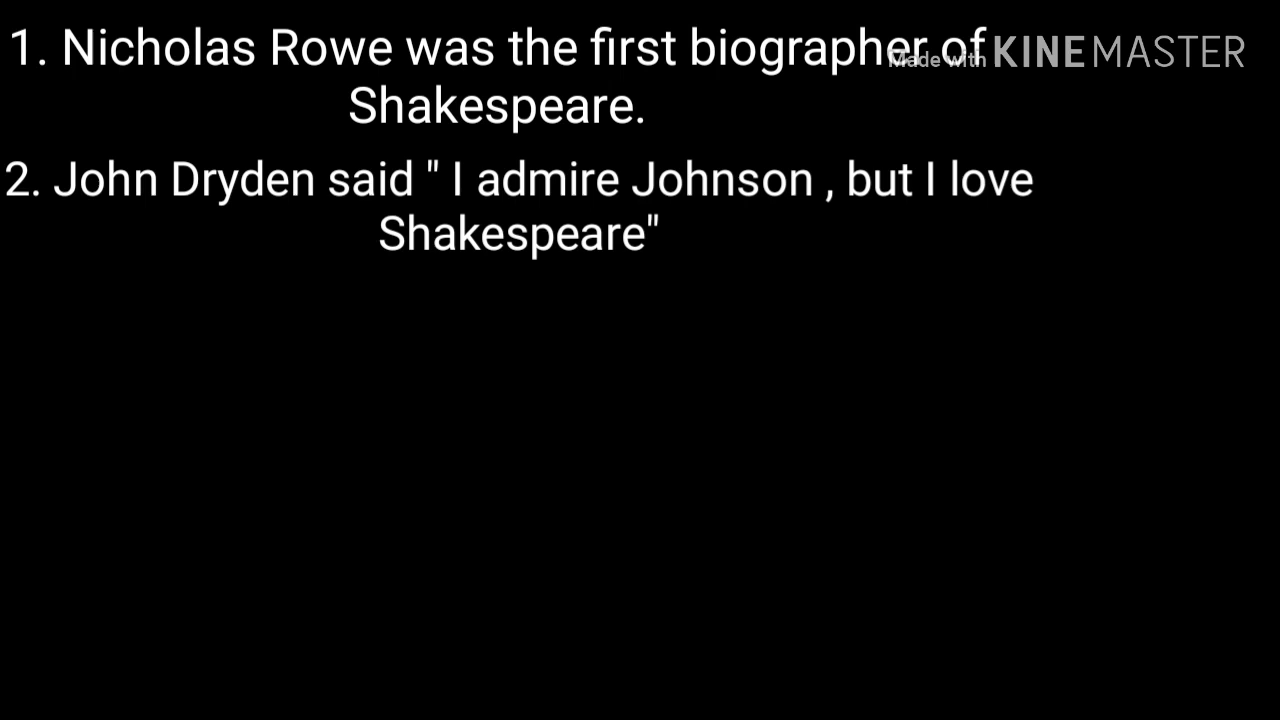 1. Nicholas Rowe was the first biographer of
Made with KINEMASTER
Shakespeare.
2. John Dryden said " I admire Johnson , but I love
Shakespeare"